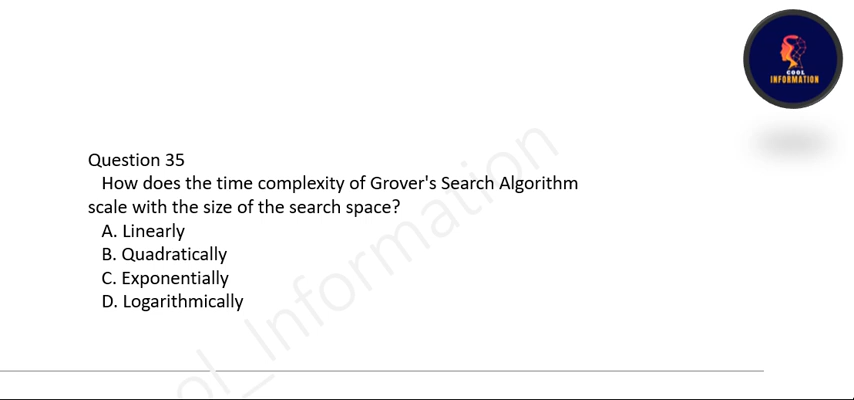 COOL
INFORMATION
Question 35
How does the time complexity of Grover's Search Algorithm
scale with the size of the search space?
A. Linearly
B. Quadratically
C. Exponentially
D. Logarithmically
ol_Information